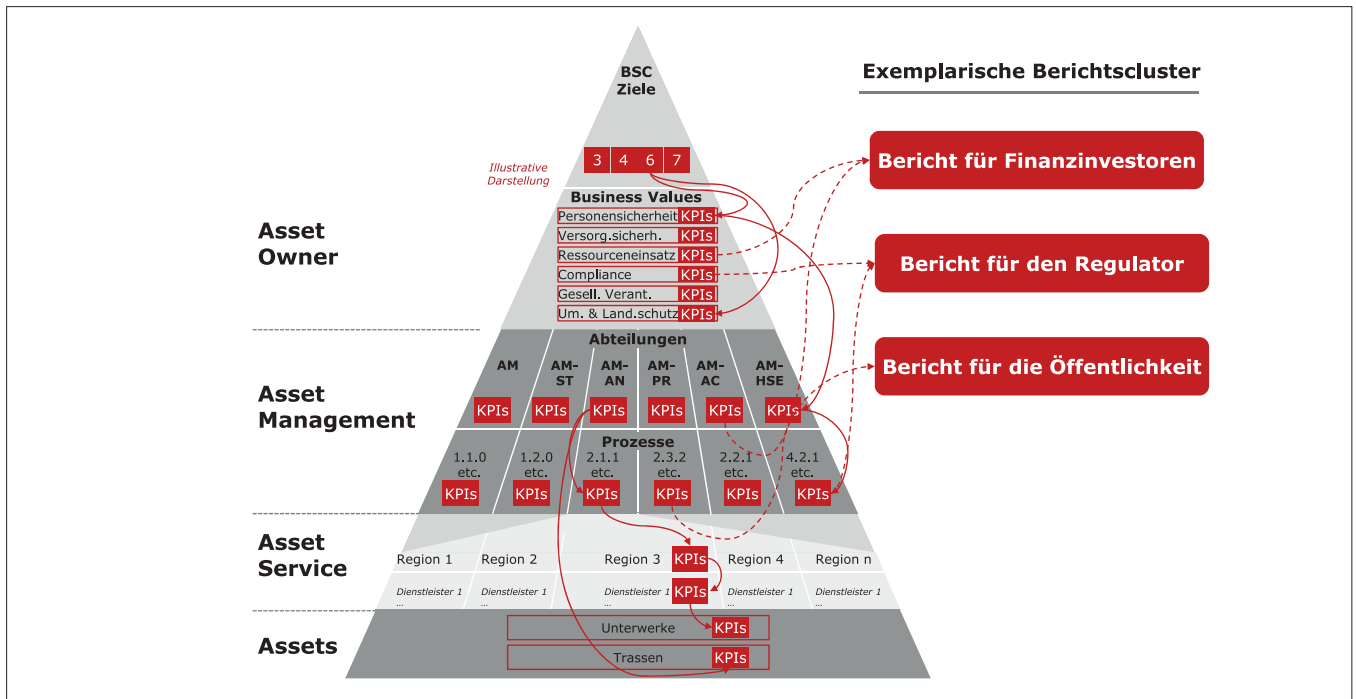 BSC
Ziele
Exemplarische Berichtscluster
Illustrative
Darstellung
3 4 6 7
Bericht für Finanzinvestoren
Asset
Owner
Business Values
Personensicherheit KPIs
Versorg.sicherh. KPIs
Ressourceneinsatz KPIs
Compliance KPIs
Gesell. Verant. KPIs
Um. & Land.schutz KPIs
Bericht für den Regulator
Bericht für die Öffentlichkeit
Asset
Management
Abteilungen
AM AM- AM- AM- AM- AM-
ST AN PR AC HSE
KPIs KPIs KPIs KPIs KPIs KPIs
Prozesse
1.1.0 1.2.0 2.1.1 2.3.2 2.2.1 4.2.1
etc. etc. etc. etc. etc. etc.
KPIs KPIs KPIs KPIs KPIs KPIs
Asset
Service
Region 1 Region 2 Region 3 KPIs Region 4 Region n
Dienstleister 1 Dienstleister 1 Dienstleister 1 KPIs Dienstleister 1 Dienstleister 1
... ... ... ... ...
Assets
Unterwerke KPIs
Trassen KPIs